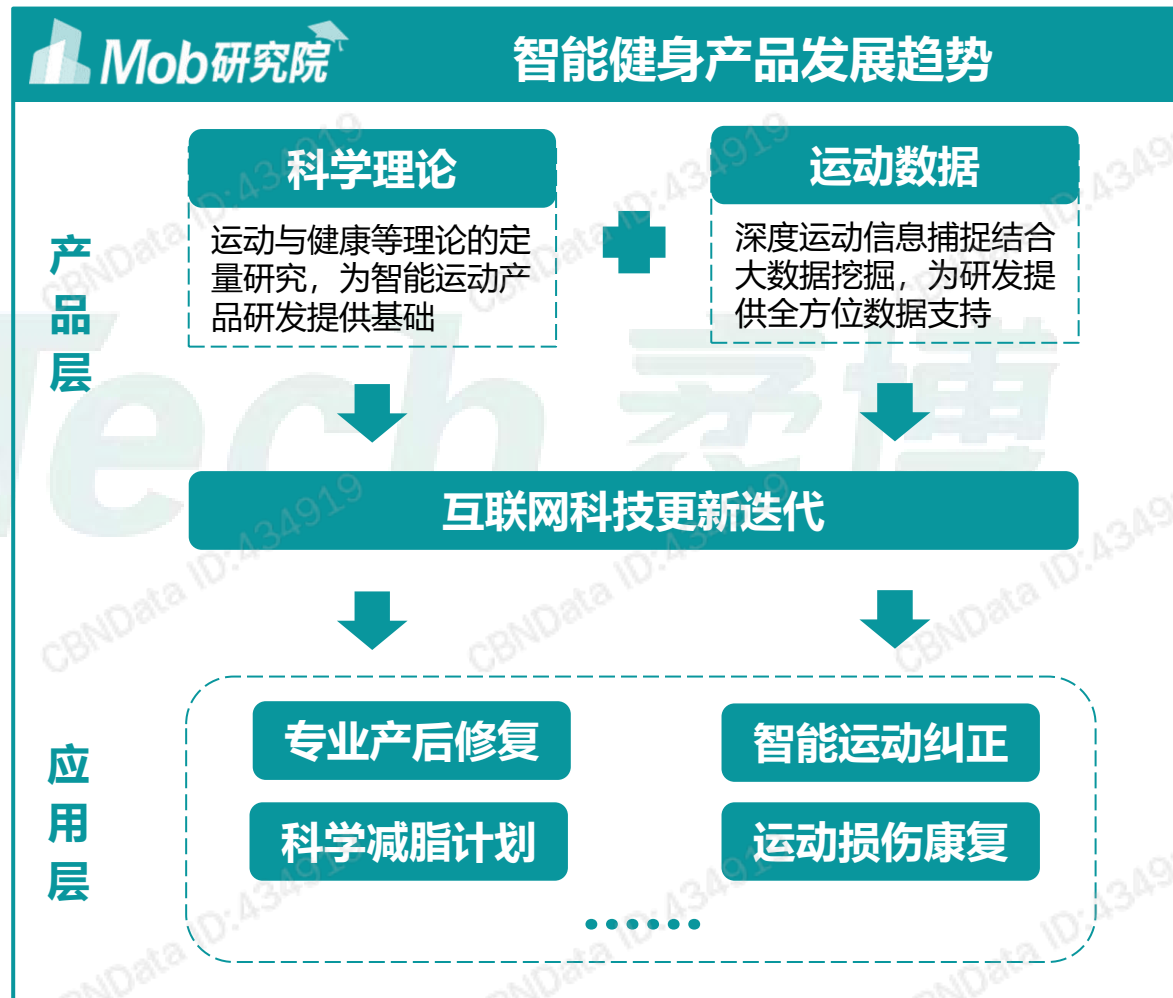 Mob研究院
智能健身产品发展趋势
产品层
科学理论
运动与健康等理论的定
量研究，为智能运动产
品研发提供基础
运动数据
深度运动信息捕捉结合
大数据挖掘，为研发提
供全方位数据支持
互联网科技更新迭代
应用层
专业产后修复
智能运动纠正
科学减脂计划
运动损伤康复
……
Tech 柔博
CBNData ID:434919